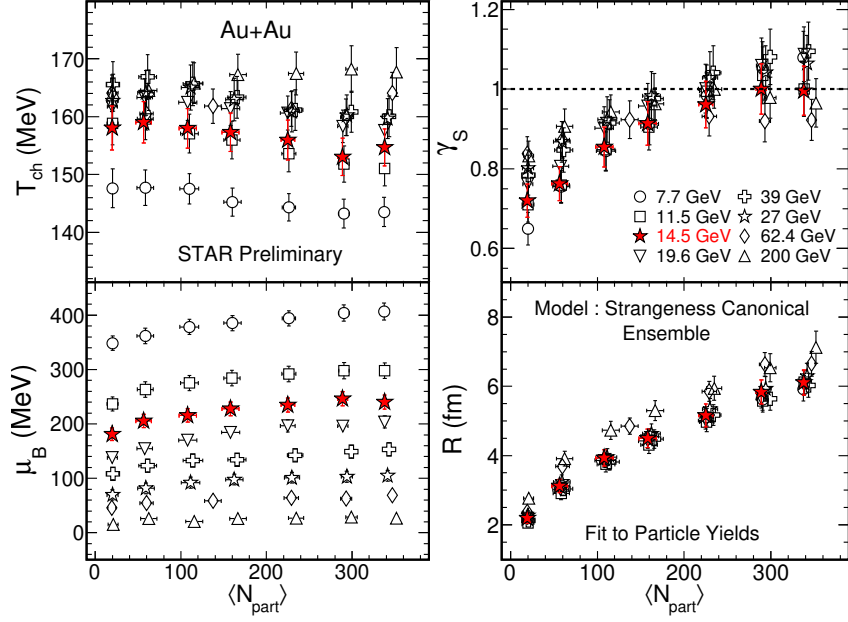 Au+Au
170
160
150
140
T_ch (MeV)
STAR Preliminary
1.2
1
0.8
0.6
γ_S
7.7 GeV
11.5 GeV
14.5 GeV
19.6 GeV
39 GeV
27 GeV
62.4 GeV
200 GeV
400
300
200
100
0
μ_B (MeV)
0 100 200 300
⟨N_part⟩
Model : Strangeness Canonical
Ensemble
8
6
4
2
R (fm)
Fit to Particle Yields
0 100 200 300
⟨N_part⟩